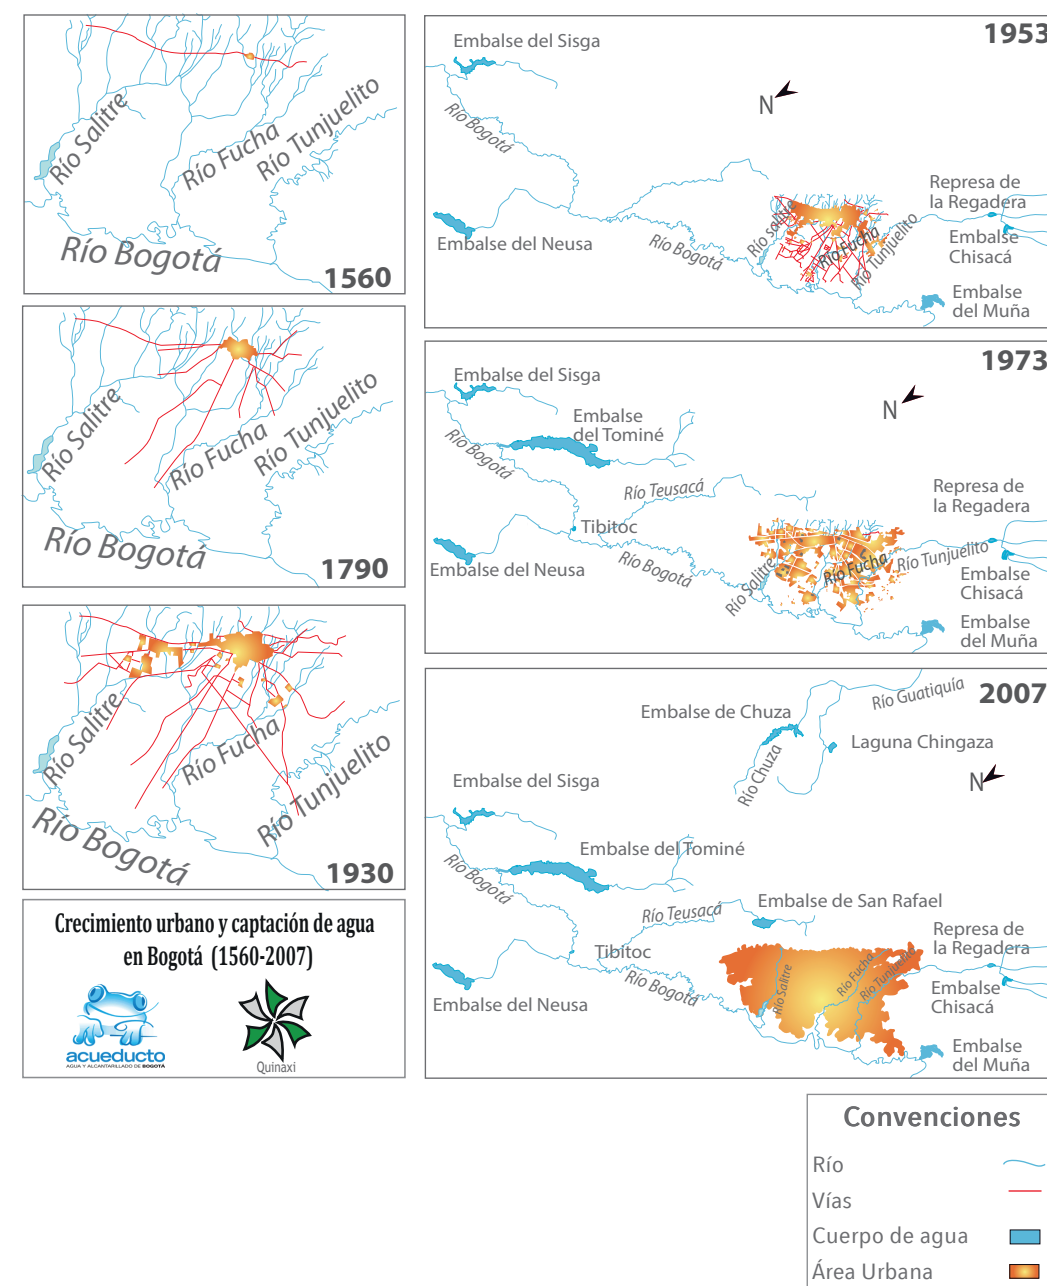 Río Salitre
Río Fucha
Río Tunjuelito
Río Bogotá
1560
Río Salitre
Río Fucha
Río Tunjuelito
Río Bogotá
1790
Río Salitre
Río Fucha
Río Tunjuelito
Río Bogotá
1930
Crecimiento urbano y captación de agua
en Bogotá (1560-2007)
acueducto
AGUA Y ALCANTARILLADO DE BOGOTÁ
Quinaxi
1953
Embalse del Sisga
N
Río Bogotá
Represa de
la Regadera
Embalse del Neusa
Río Bogotá
Río salitre
Río Fucha
Río Tunjuelito
Embalse
Chisacá
Embalse
del Muña
1973
Embalse del Sisga
N
Embalse
del Tominé
Río Bogotá
Río Teusacá
Represa de
la Regadera
Tibitoc
Embalse del Neusa
Río Bogotá
Río Salitre
Río Fucha
Río Tunjuelito
Embalse
Chisacá
Embalse
del Muña
2007
Río Guatiquía
Embalse de Chuza
Laguna Chingaza
Río Chuza
N
Embalse del Sisga
Embalse del Tominé
Río Bogotá
Río Teusacá
Embalse de San Rafael
Represa de
la Regadera
Tibitoc
Río Bogotá
Embalse del Neusa
Río Salitre
Río Fucha
Río Tunjuelito
Embalse
Chisacá
Embalse
del Muña
Convenciones
Río
Vías
Cuerpo de agua
Área Urbana